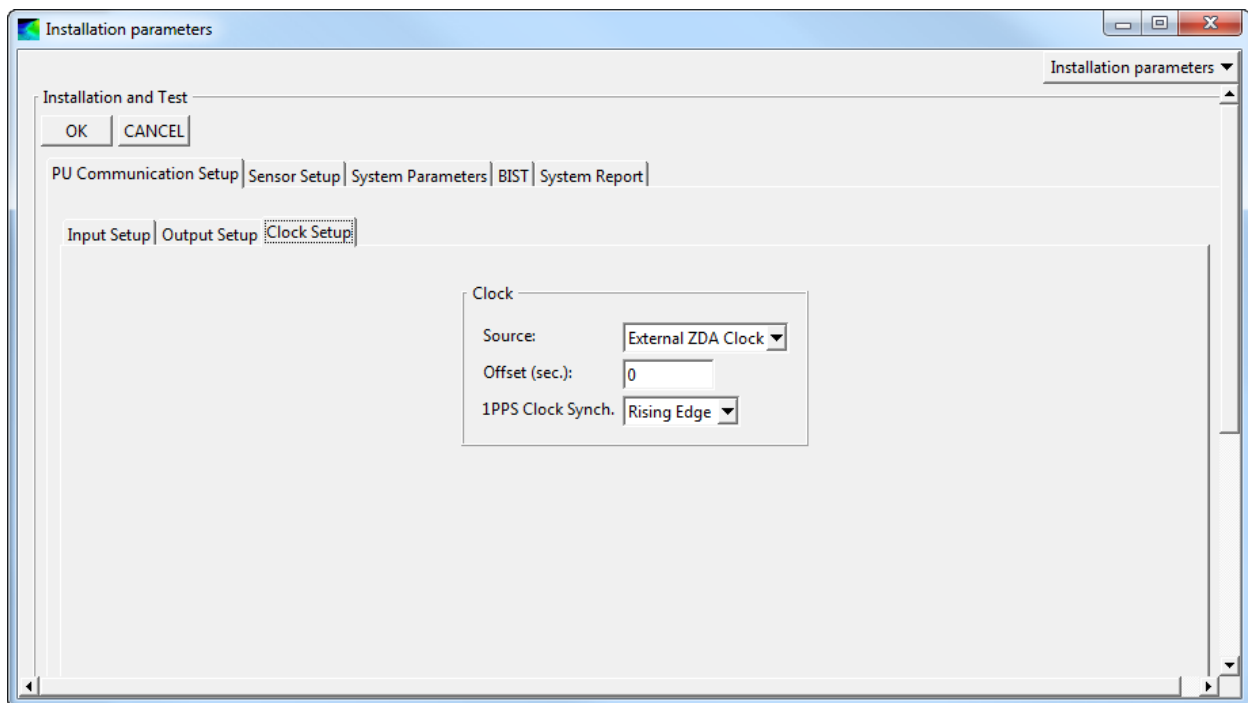 Installation parameters
Installation parameters
Installation and Test
OK CANCEL
PU Communication Setup Sensor Setup System Parameters BIST System Report
Input Setup Output Setup Clock Setup
Clock
Source: External ZDA Clock
Offset (sec.): 0
1PPS Clock Synch. Rising Edge